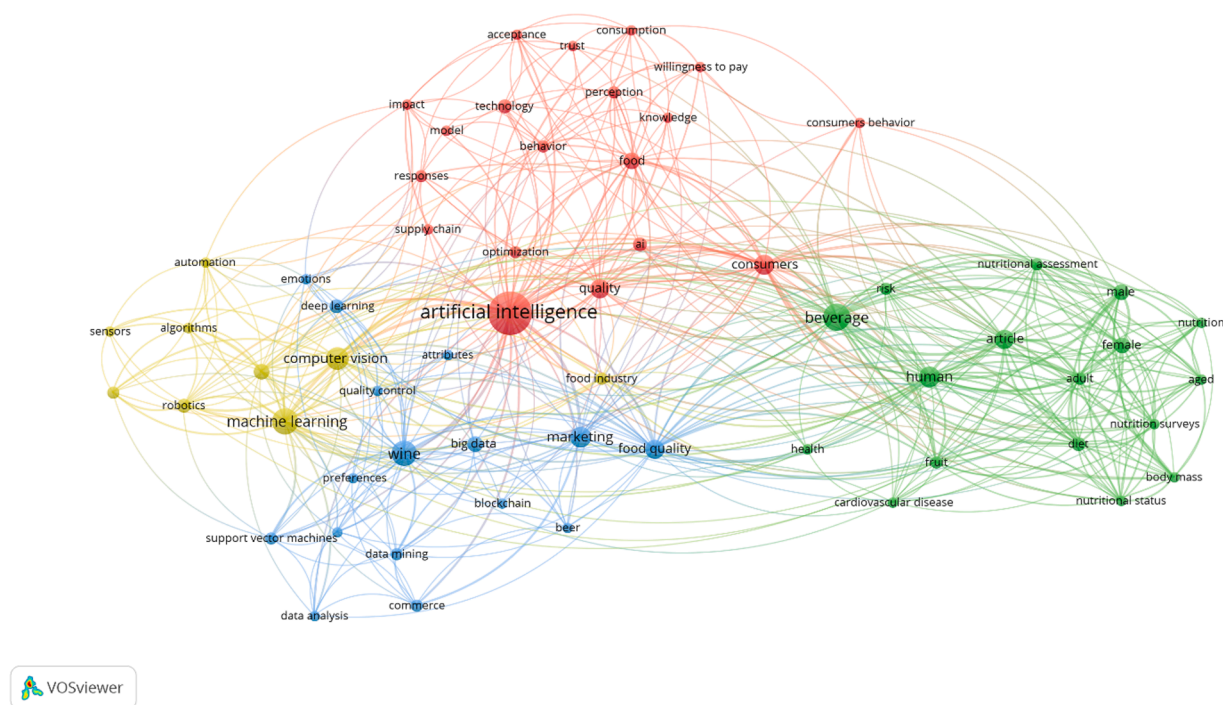 acceptance
consumption
trust
willingness to pay
perception
impact
technology
knowledge
consumers behavior
model
behavior
food
responses
supply chain
ai
optimization
automation
consumers
nutritional assessment
emotions
quality
risk
male
deep learning
artificial intelligence
beverage
nutrition
sensors
algorithms
article
female
computer vision
attributes
food industry
human
adult
aged
quality control
robotics
machine learning
nutrition surveys
marketing
big data
food quality
health
diet
wine
fruit
preferences
body mass
blockchain
cardiovascular disease
nutritional status
beer
support vector machines
data mining
commerce
data analysis
VOSviewer